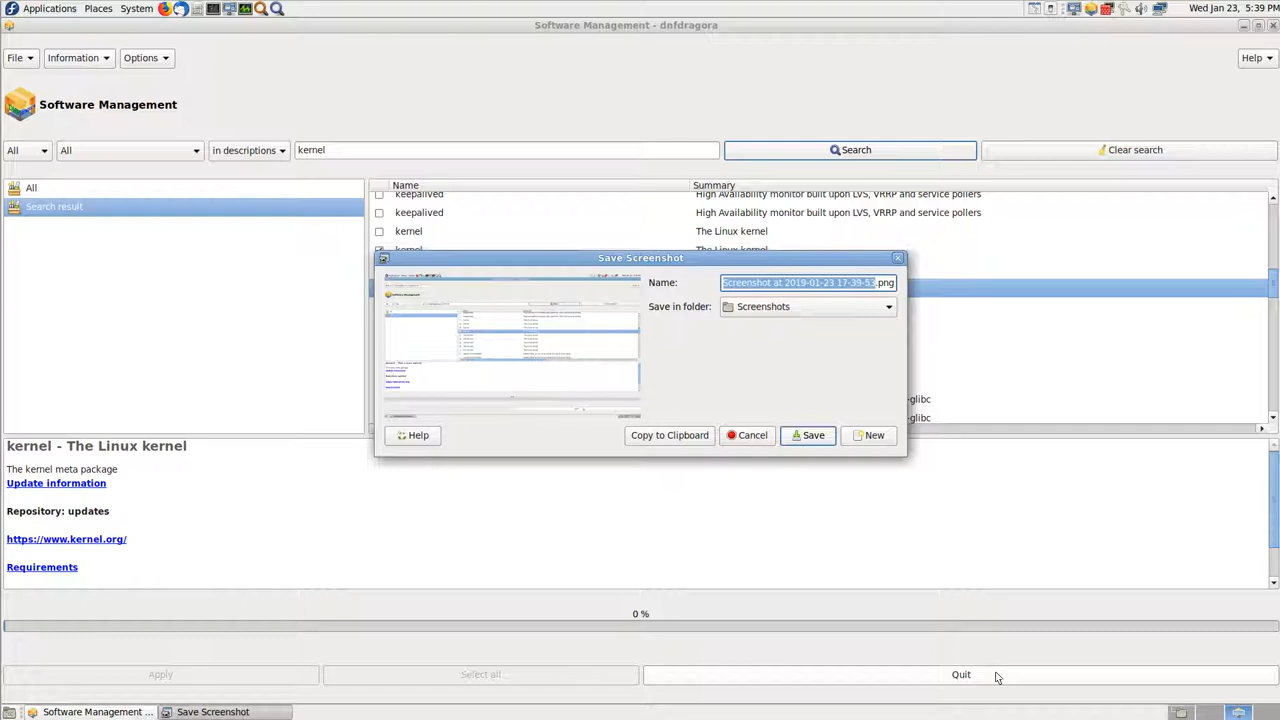 Applications Places System Wed Jan 23, 5:39 PM
Software Management - dnfdragora
File Information Options Help
Software Management
All All in descriptions kernel Search Clear search
All
Search result
Name Summary
keepalived High Availability monitor built upon LVS, VRRP and service pollers
keepalived High Availability monitor built upon LVS, VRRP and service pollers
kernel The Linux kernel
kernel The Linux kernel
Save Screenshot
Name: Screenshot at 2019-01-23 17-39-53.png
Save in folder: Screenshots
-glibc
-glibc
Help Copy to Clipboard Cancel Save New
kernel - The Linux kernel
The kernel meta package
Update information
Repository: updates
https://www.kernel.org/
Requirements
0 %
Apply Select all Quit
Software Management ... Save Screenshot